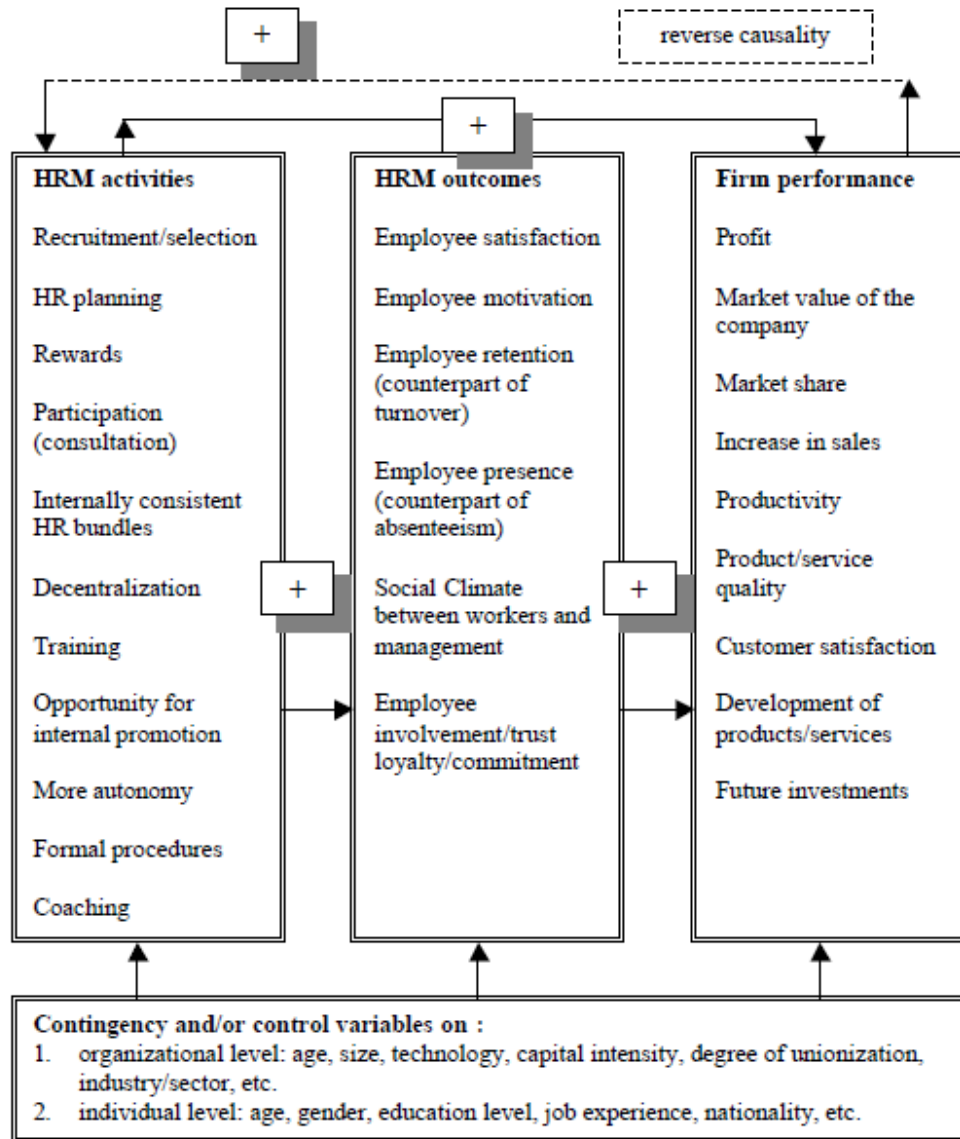 +
reverse causality
+
HRM activities
Recruitment/selection
HR planning
Rewards
Participation
(consultation)
Internally consistent
HR bundles
Decentralization
Training
Opportunity for
internal promotion
More autonomy
Formal procedures
Coaching
+
HRM outcomes
Employee satisfaction
Employee motivation
Employee retention
(counterpart of
turnover)
Employee presence
(counterpart of
absenteeism)
Social Climate
between workers and
management
Employee
involvement/trust
loyalty/commitment
+
Firm performance
Profit
Market value of the
company
Market share
Increase in sales
Productivity
Product/service
quality
Customer satisfaction
Development of
products/services
Future investments
Contingency and/or control variables on :
1. organizational level: age, size, technology, capital intensity, degree of unionization,
industry/sector, etc.
2. individual level: age, gender, education level, job experience, nationality, etc.